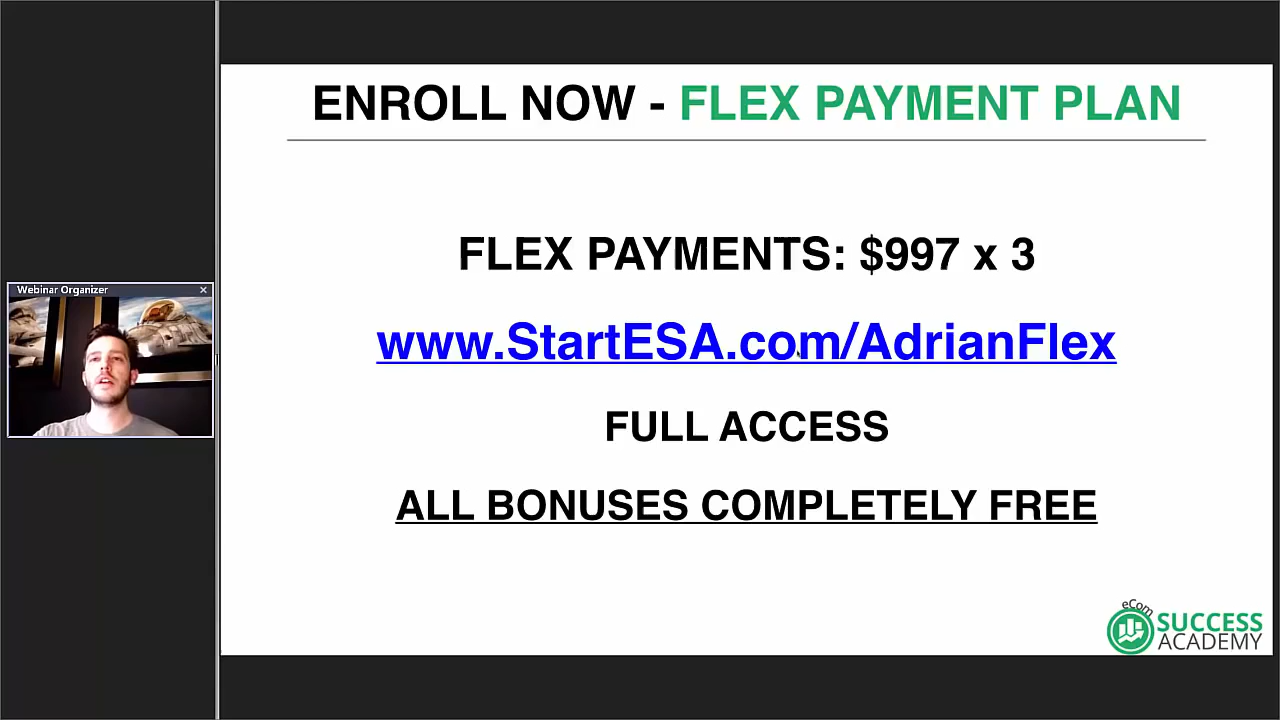 Webinar Organizer
ENROLL NOW - FLEX PAYMENT PLAN
FLEX PAYMENTS: $997 x 3
www.StartESA.com/AdrianFlex
FULL ACCESS
ALL BONUSES COMPLETELY FREE
eCom
SUCCESS
ACADEMY